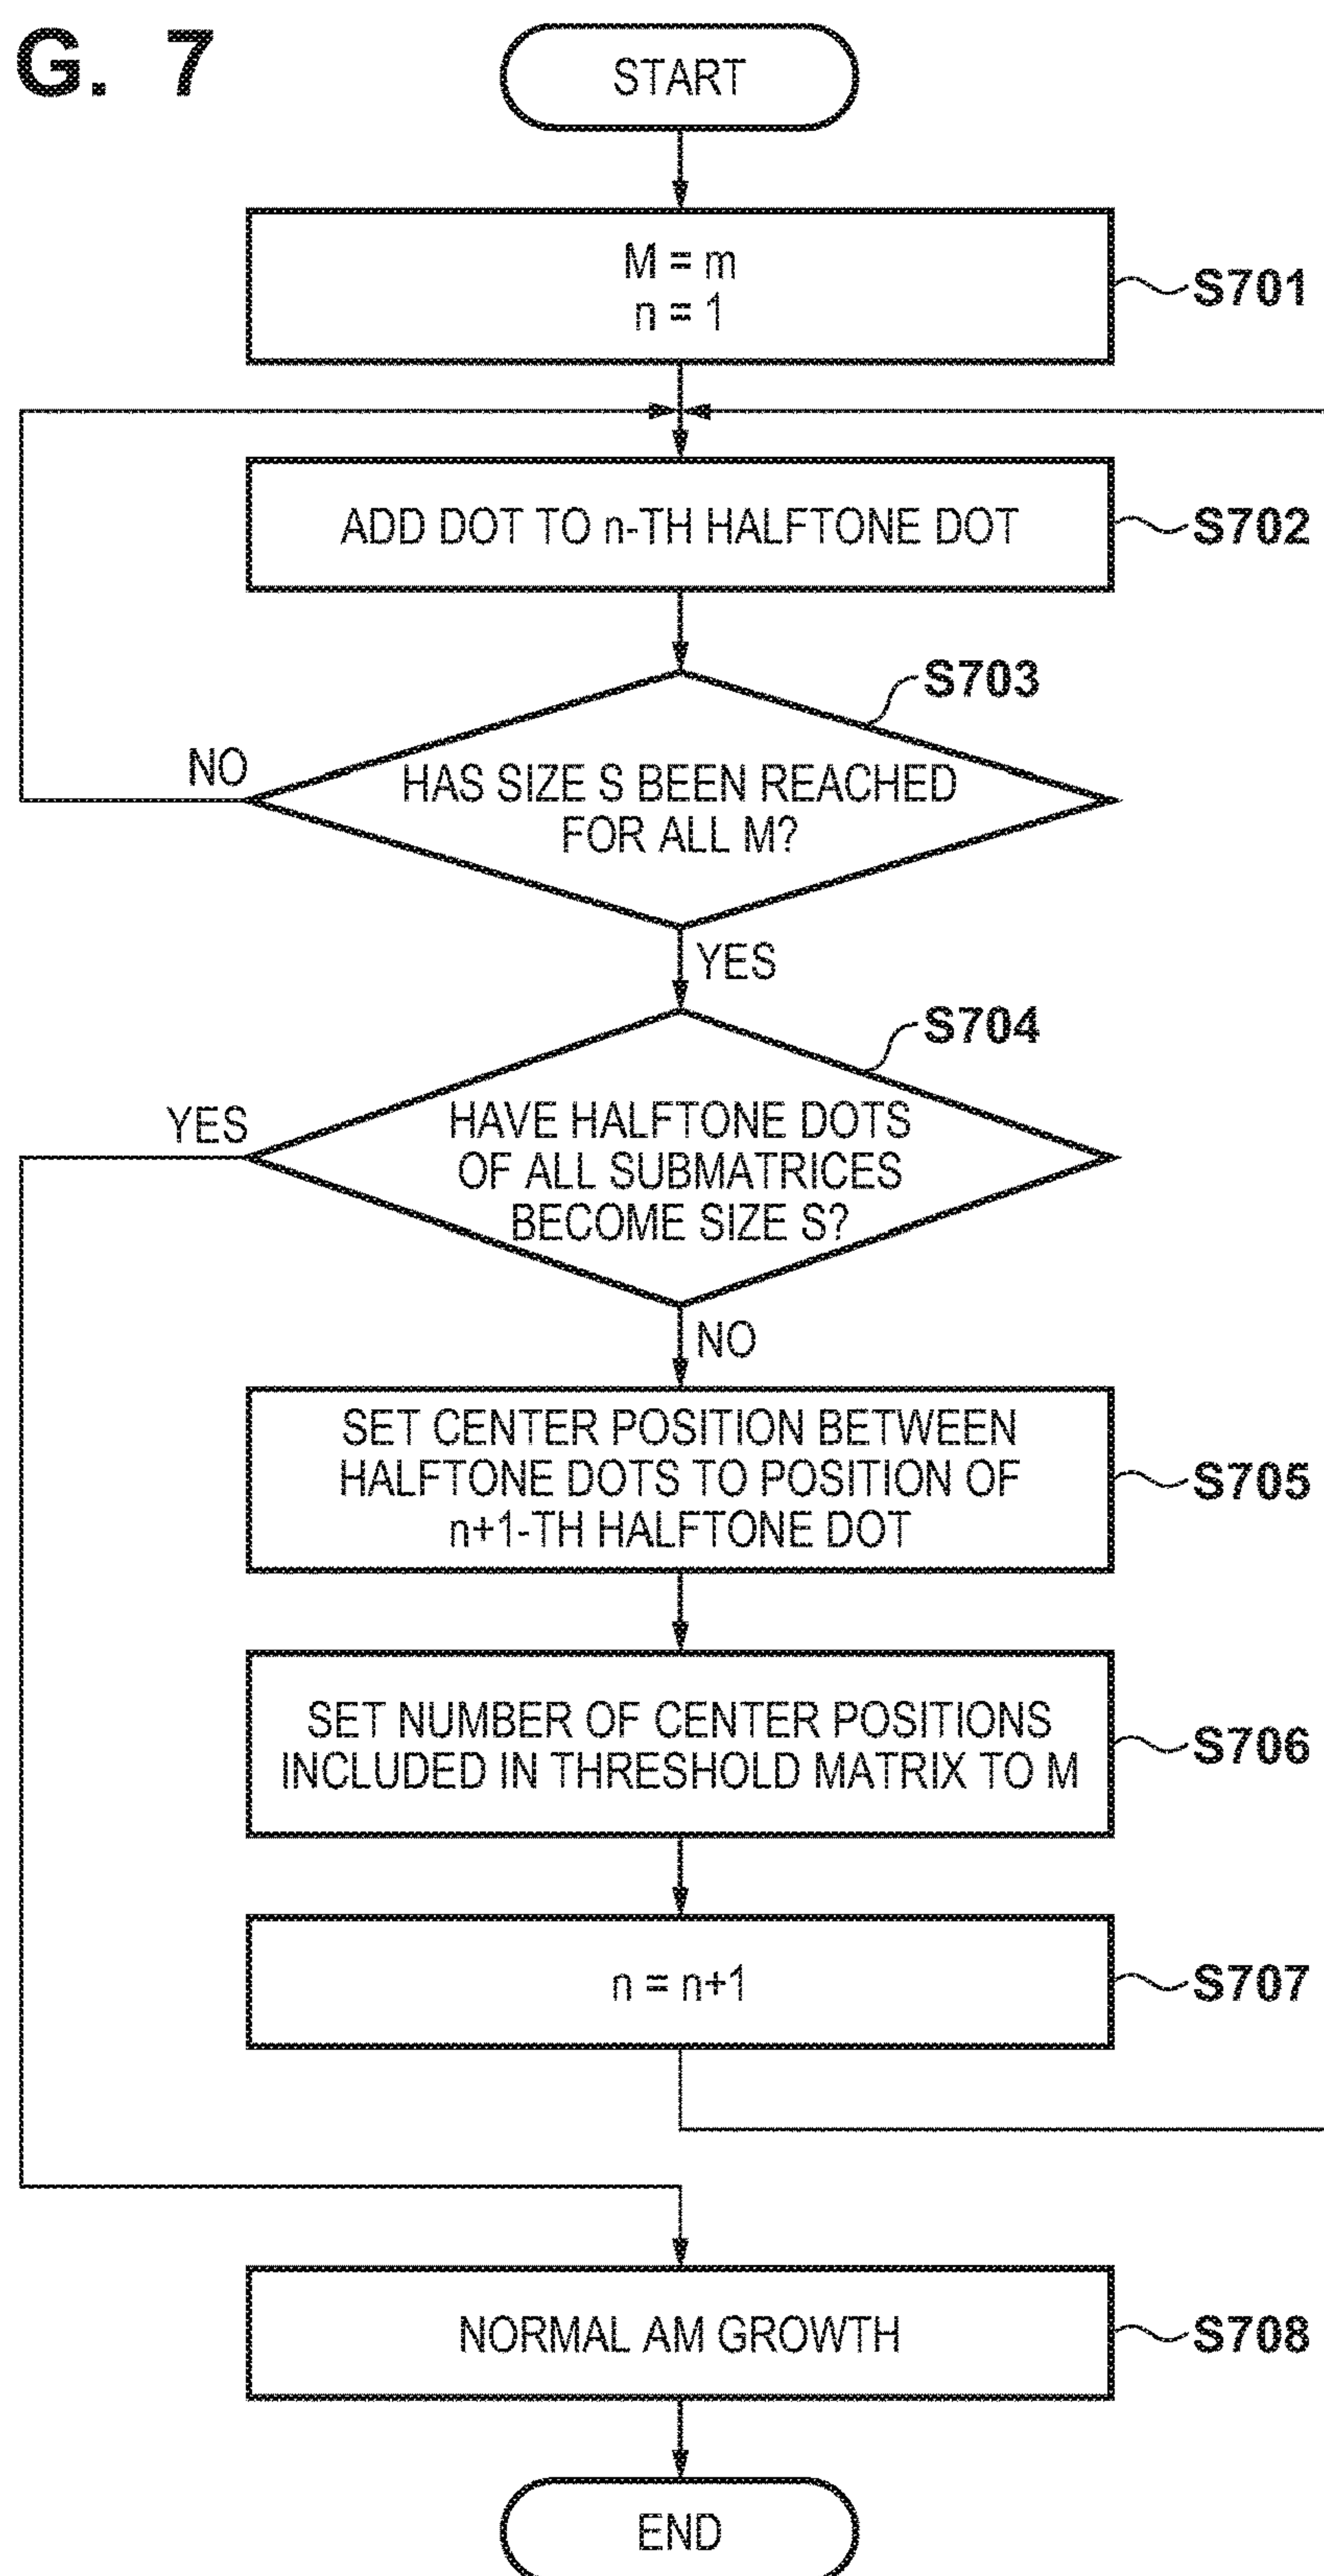 G. 7
START
M = m
n = 1
S701
ADD DOT TO n-TH HALFTONE DOT
S702
S703
NO
HAS SIZE S BEEN REACHED
FOR ALL M?
YES
S704
YES
HAVE HALFTONE DOTS
OF ALL SUBMATRICES
BECOME SIZE S?
NO
SET CENTER POSITION BETWEEN
HALFTONE DOTS TO POSITION OF
n+1-TH HALFTONE DOT
S705
SET NUMBER OF CENTER POSITIONS
INCLUDED IN THRESHOLD MATRIX TO M
S706
n = n+1
S707
NORMAL AM GROWTH
S708
END